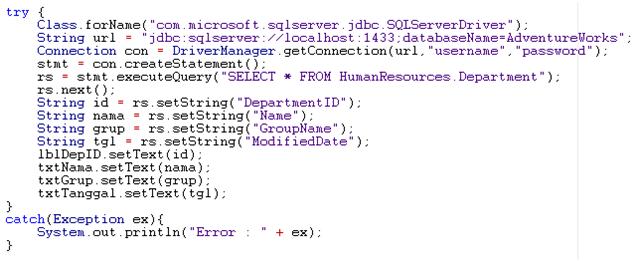 try {
    Class.forName("com.microsoft.sqlserver.jdbc.SQLServerDriver");
    String url = "jdbc:sqlserver://localhost:1433;databaseName=AdventureWorks";
    Connection con = DriverManager.getConnection(url,"username","password");
    stmt = con.createStatement();
    rs = stmt.executeQuery("SELECT * FROM HumanResources.Department");
    rs.next();
    String id = rs.setString("DepartmentID");
    String nama = rs.setString("Name");
    String grup = rs.setString("GroupName");
    String tgl = rs.setString("ModifiedDate");
    lblDepID.setText(id);
    txtNama.setText(nama);
    txtGrup.setText(grup);
    txtTanggal.setText(tgl);
}
catch(Exception ex){
    System.out.println("Error : " + ex);
}